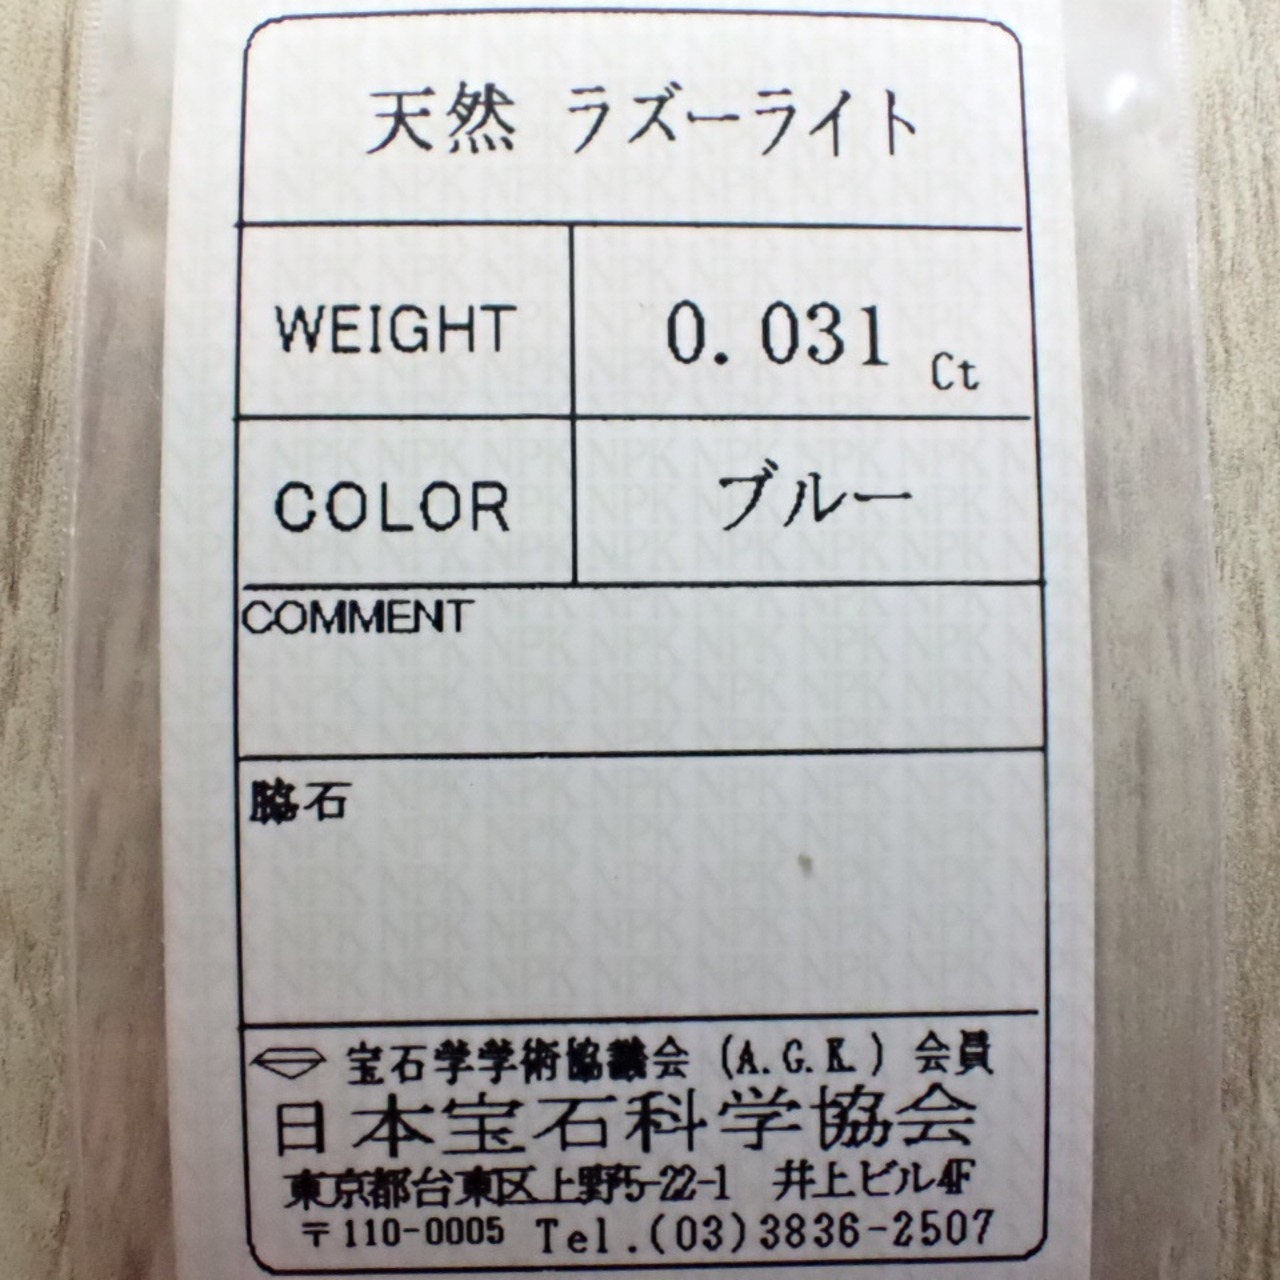 天然 ラズーライト
WEIGHT 0.031 Ct
COLOR ブルー
COMMENT
脇石
宝石学学術協議会 (A.G.K.) 会員
日本宝石科学協会
東京都台東区上野5-22-1 井上ビル4F
〒110-0005 Tel.(03)3836-2507